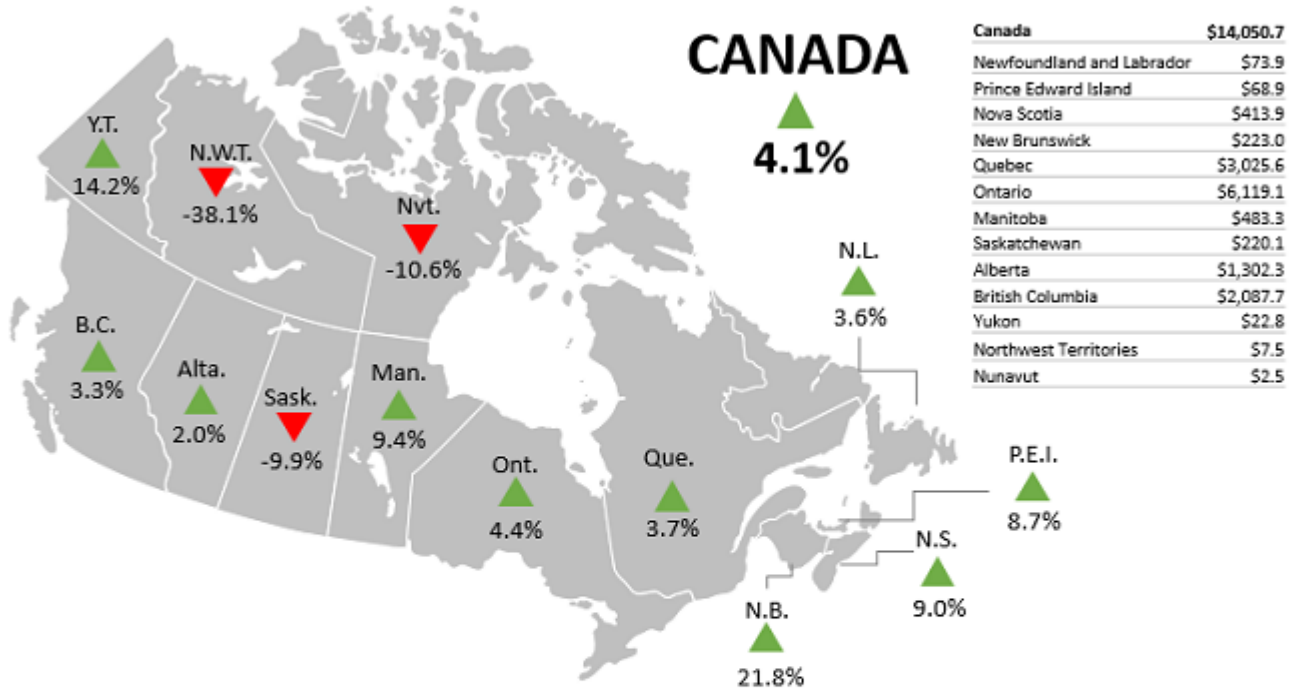 CANADA
4.1%
Canada $14,050.7
Newfoundland and Labrador $73.9
Prince Edward Island $68.9
Nova Scotia $413.9
New Brunswick $223.0
Quebec $3,025.6
Ontario $6,119.1
Manitoba $483.3
Saskatchewan $220.1
Alberta $1,302.3
British Columbia $2,087.7
Yukon $22.8
Northwest Territories $7.5
Nunavut $2.5
Y.T.
14.2%
N.W.T.
-38.1%
Nvt.
-10.6%
N.L.
3.6%
B.C.
3.3%
Alta.
2.0%
Sask.
-9.9%
Man.
9.4%
Ont.
4.4%
Que.
3.7%
P.E.I.
8.7%
N.S.
9.0%
N.B.
21.8%